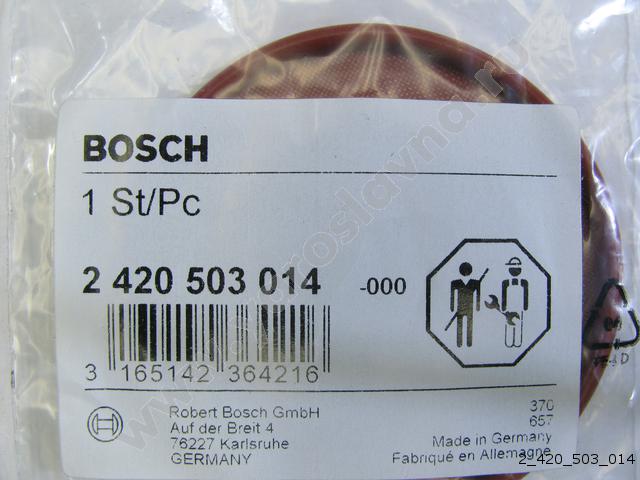 BOSCH
1 St/Pc
2 420 503 014 -000
3 165142 364216
Robert Bosch GmbH
Auf der Breit 4
76227 Karlsruhe
GERMANY
370
657
Made in Germany
Fabriqué en Allemagne
2_420_503_014